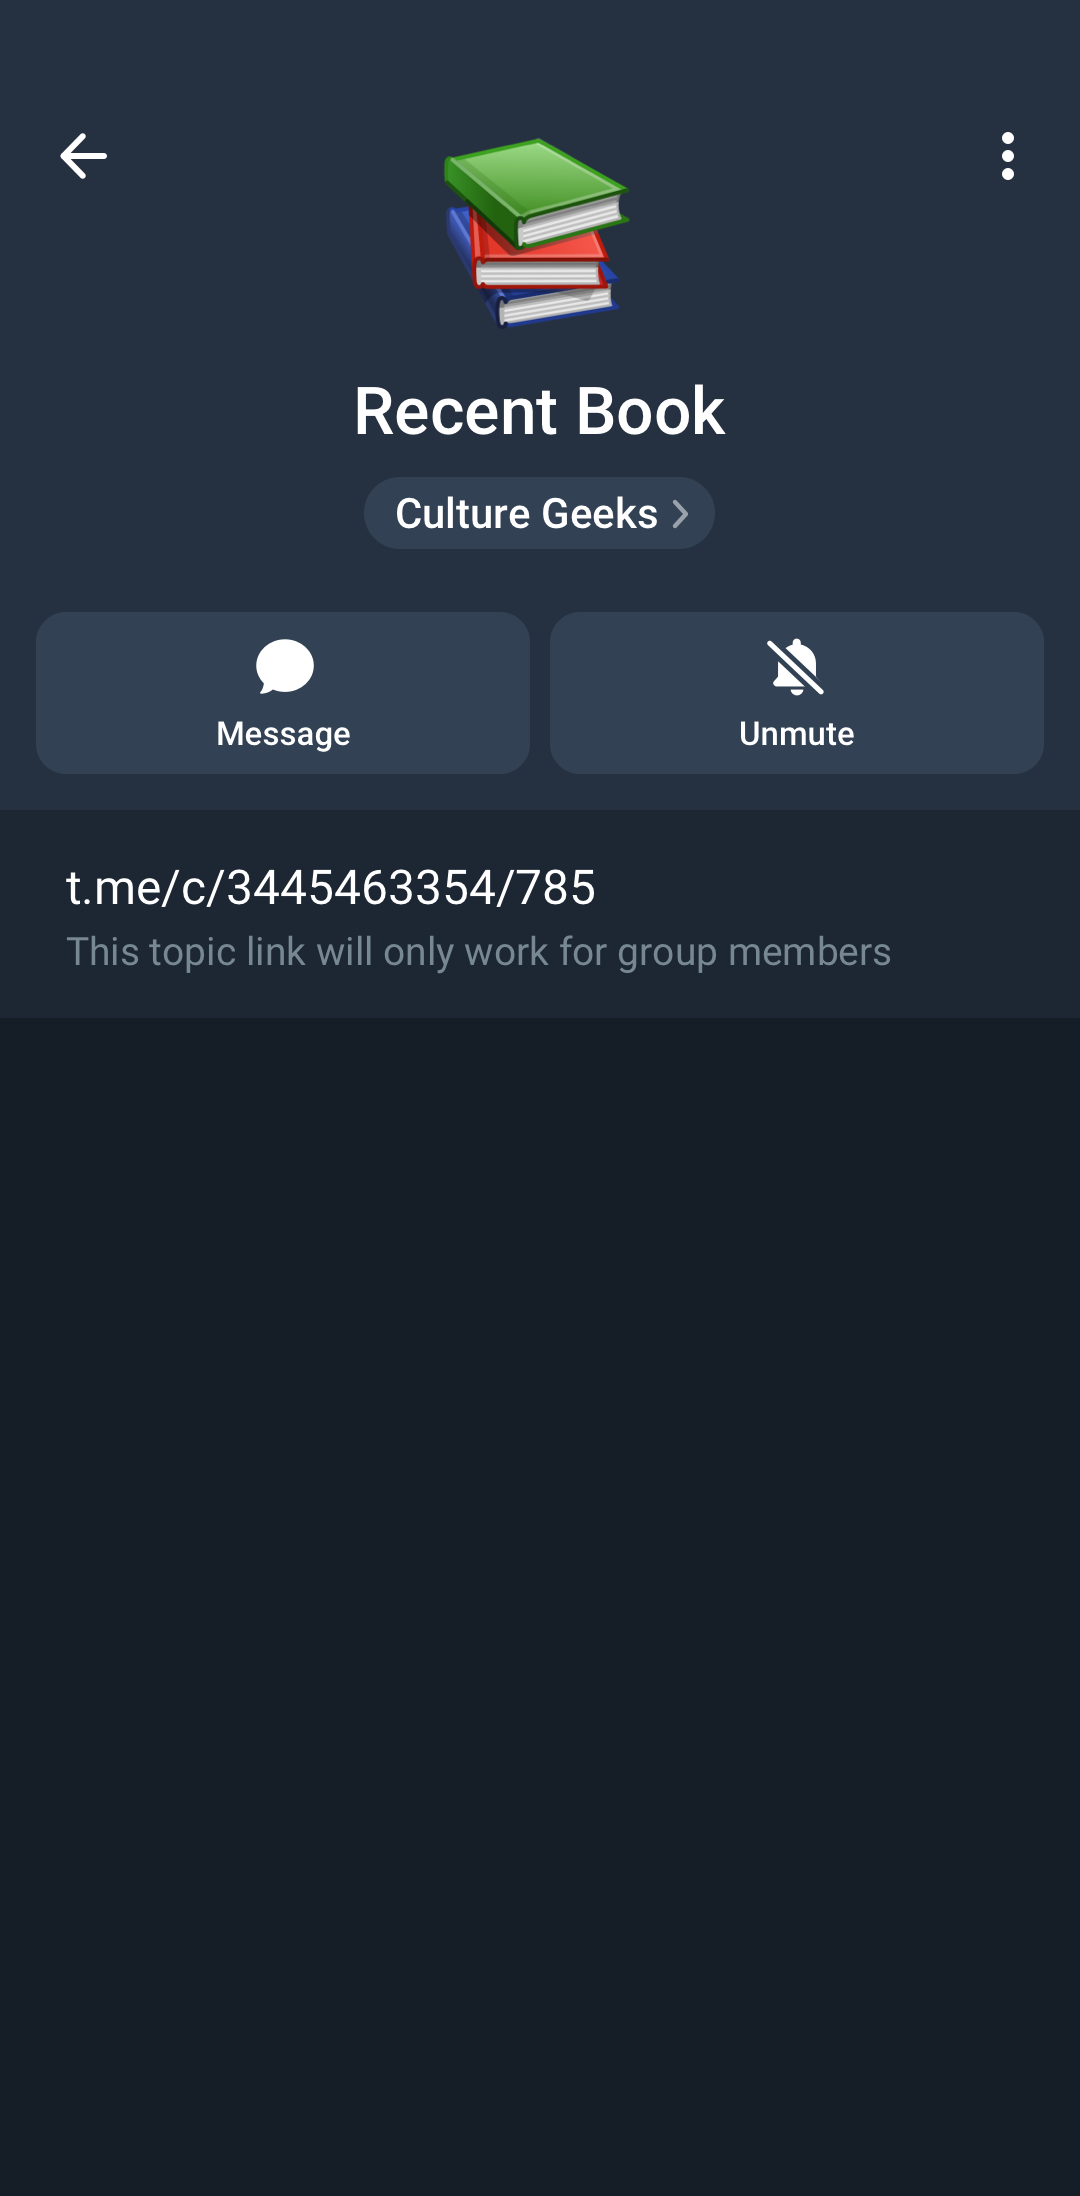 Recent Book
Culture Geeks
Message
Unmute
t.me/c/3445463354/785
This topic link will only work for group members